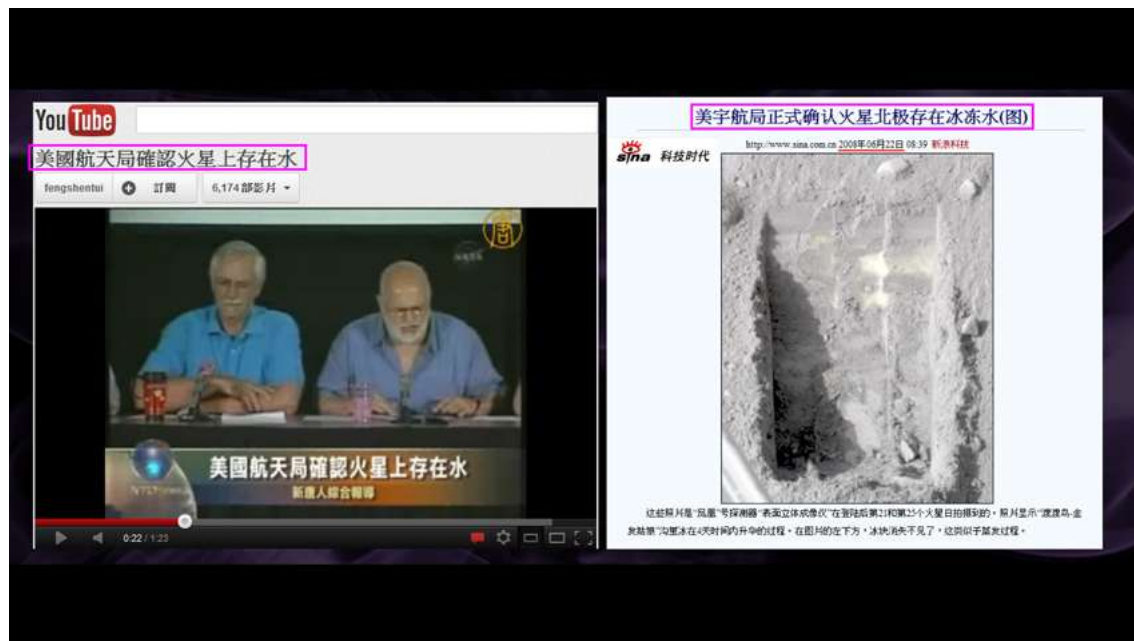 YouTube
美國航天局確認火星上存在水
fengshentui
訂閱
6,174 部影片
唐
美國航天局確認火星上存在水
新唐人綜合報導
0:22 / 1:23
美宇航局正式确认火星北极存在冰冻水(图)
sina 科技时代
http://www.sina.com.cn 2008年06月22日 08:39 新浪科技
这些照片是“凤凰”号探测器“表面立体成像仪”在登陆后第21和第25个火星日拍摄到的。照片显示“渡渡鸟-金
发姑娘”沟里冰在4天时间内升华的过程。在图片的左下方，冰块消失不见了，这类似于蒸发过程。